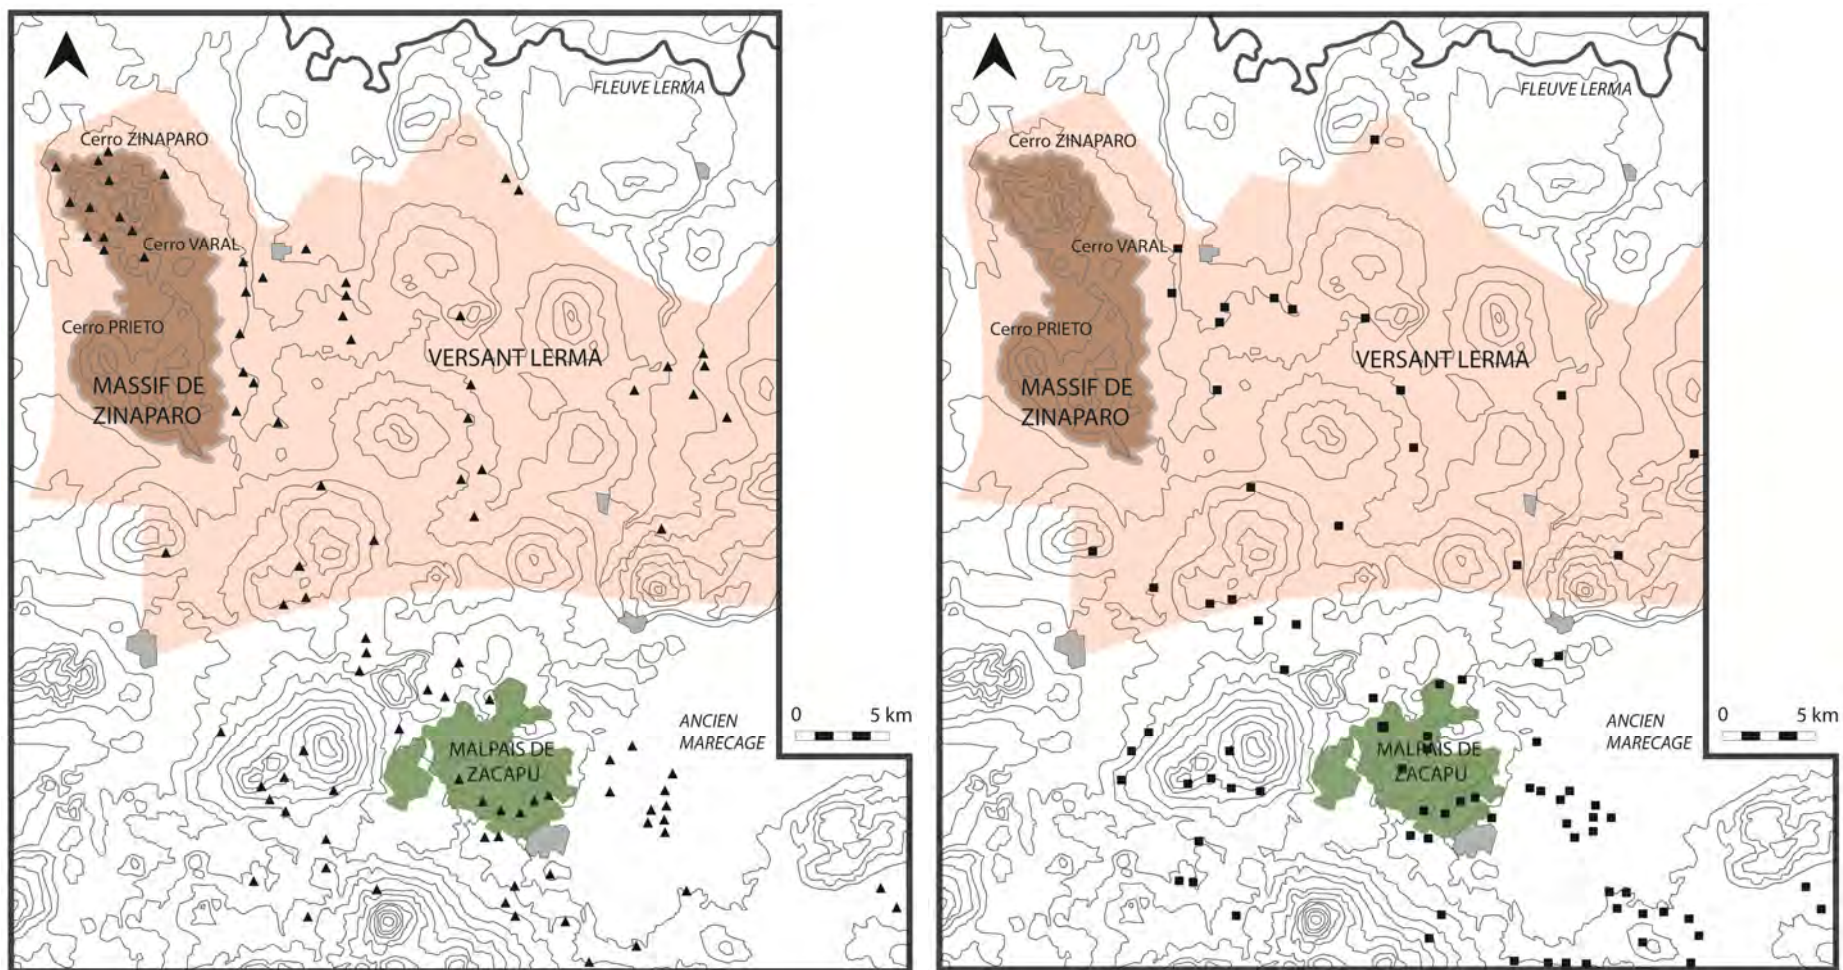 FLEUVE LERMA
Cerro ZINAPARO
Cerro VARAL
Cerro PRIETO
VERSANT LERMA
MASSIF DE
ZINAPARO
ANCIEN
MARECAGE
0 5 km
MALPAÍS DE
ZACAPU
FLEUVE LERMA
Cerro ZINAPARO
Cerro VARAL
Cerro PRIETO
VERSANT LERMA
MASSIF DE
ZINAPARO
ANCIEN
MARECAGE
0 5 km
MALPAÍS DE
ZACAPU